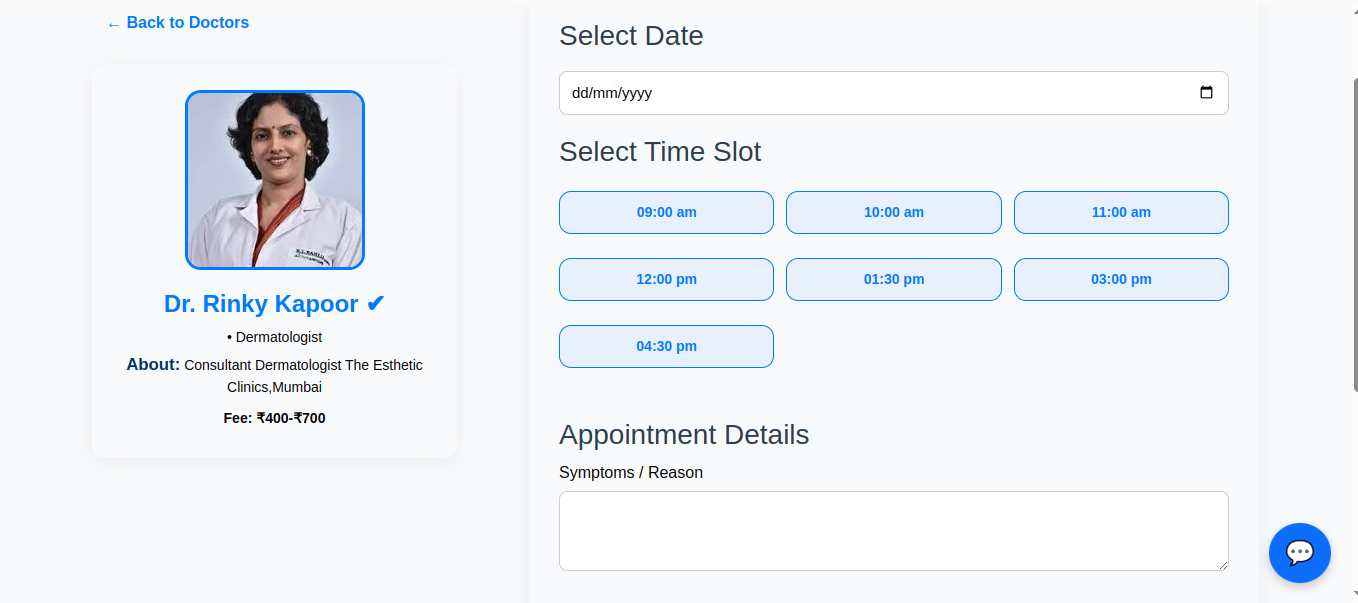 ← Back to Doctors
Dr. Rinky Kapoor ✔
• Dermatologist
About: Consultant Dermatologist The Esthetic
Clinics,Mumbai
Fee: ₹400-₹700
Select Date
dd/mm/yyyy
Select Time Slot
09:00 am
10:00 am
11:00 am
12:00 pm
01:30 pm
03:00 pm
04:30 pm
Appointment Details
Symptoms / Reason